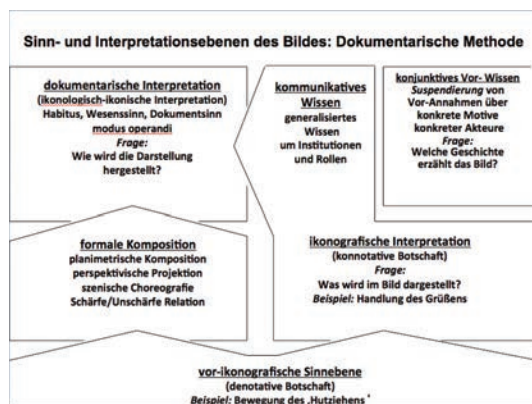 Sinn- und Interpretationsebenen des Bildes: Dokumentarische Methode
dokumentarische Interpretation
(ikonologisch-ikonische Interpretation)
Habitus, Wesenssinn, Dokumentsinn
modus operandi
Frage:
Wie wird die Darstellung
hergestellt?
kommunikatives
Wissen
generalisiertes
Wissen
um Institutionen
und Rollen
konjunktives Vor- Wissen
Suspendierung von
Vor-Annahmen über
konkrete Motive
konkreter Akteure
Frage:
Welche Geschichte
erzählt das Bild?
formale Komposition
planimetrische Komposition
perspektivische Projektion
szenische Choreografie
Schärfe/Unschärfe Relation
ikonografische Interpretation
(konnotative Botschaft)
Frage:
Was wird im Bild dargestellt?
Beispiel: Handlung des Grüßens
vor-ikonografische Sinnebene
(denotative Botschaft)
Beispiel: Bewegung des ‚Hutziehens‘